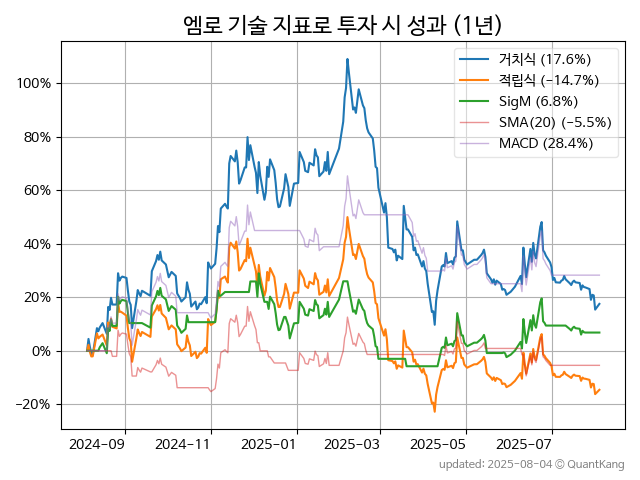 엠로 기술 지표로 투자 시 성과 (1년)
거치식 (17.6%)
적립식 (−14.7%)
SigM (6.8%)
SMA(20) (−5.5%)
MACD (28.4%)
100%
80%
60%
40%
20%
0%
−20%
2024-09
2024-11
2025-01
2025-03
2025-05
2025-07
updated: 2025-08-04 ⓒ QuantKang